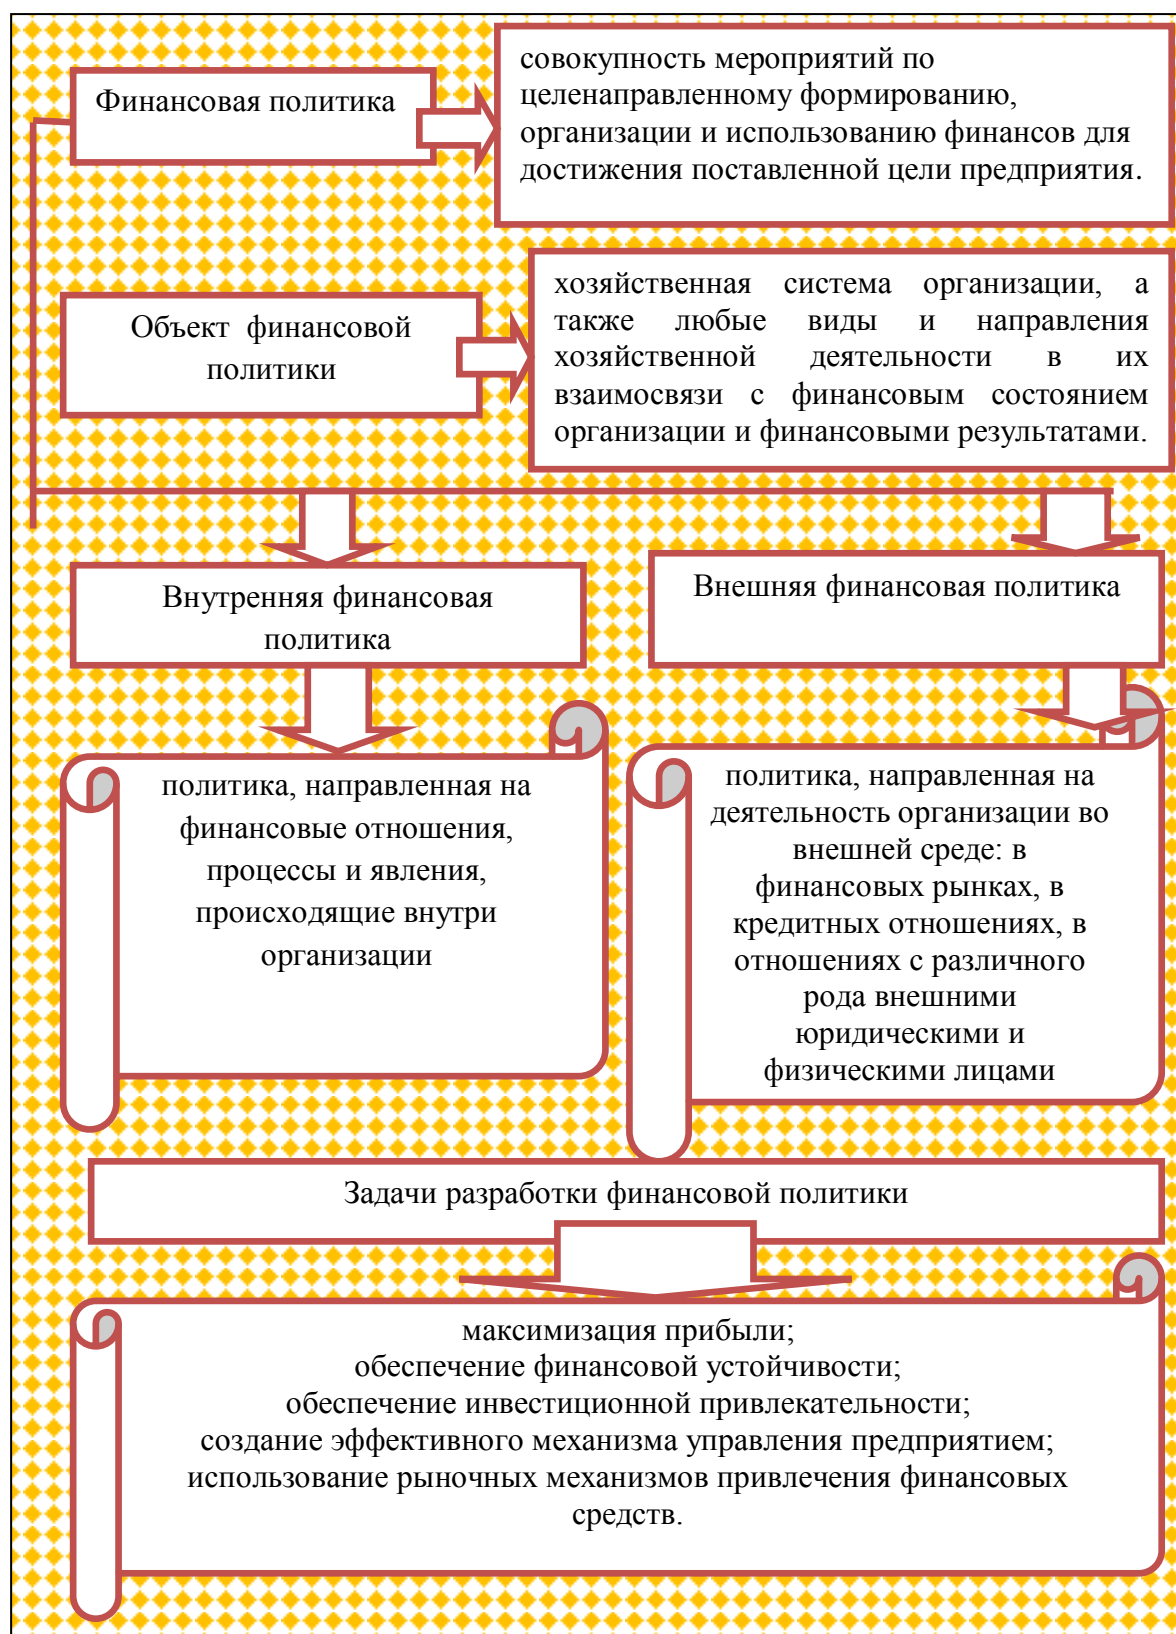 Финансовая политика
совокупность мероприятий по
целенаправленному формированию,
организации и использованию финансов для
достижения поставленной цели предприятия.
Объект финансовой
политики
хозяйственная система организации, а
также любые виды и направления
хозяйственной деятельности в их
взаимосвязи с финансовым состоянием
организации и финансовыми результатами.
Внутренняя финансовая
политика
Внешняя финансовая политика
политика, направленная на
финансовые отношения,
процессы и явления,
происходящие внутри
организации
политика, направленная на
деятельность организации во
внешней среде: в
финансовых рынках, в
кредитных отношениях, в
отношениях с различного
рода внешними
юридическими и
физическими лицами
Задачи разработки финансовой политики
максимизация прибыли;
обеспечение финансовой устойчивости;
обеспечение инвестиционной привлекательности;
создание эффективного механизма управления предприятием;
использование рыночных механизмов привлечения финансовых
средств.